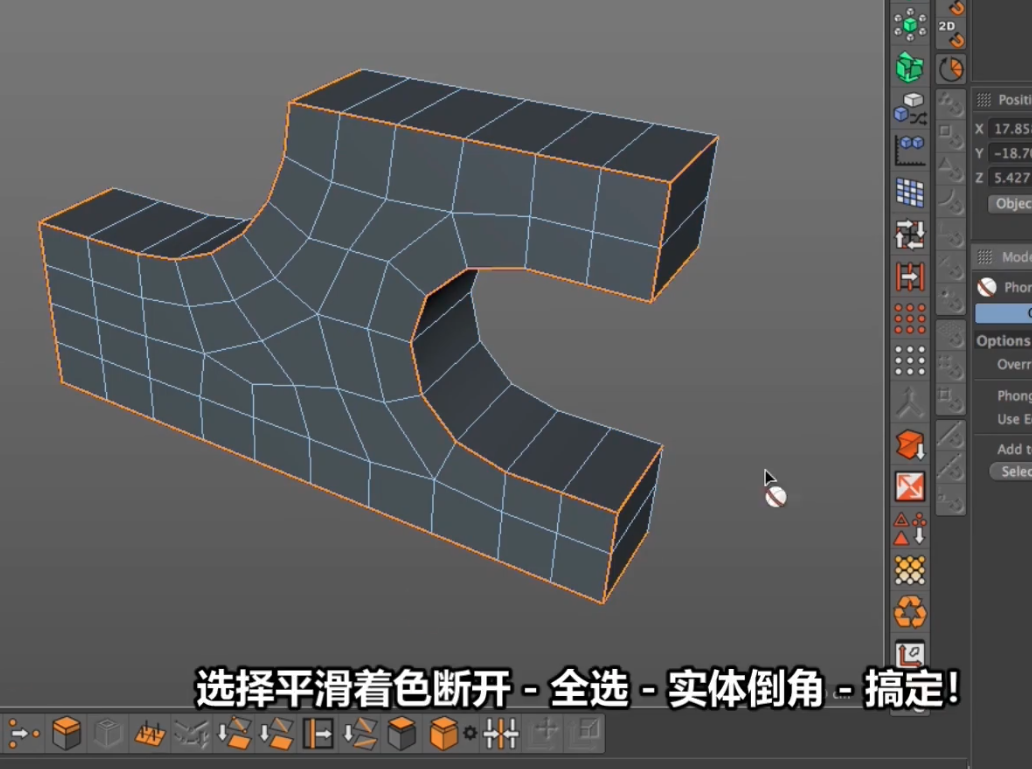 2D
Positi
X 17.85
Y -18.70
Z 5.427
Objec
Mode
Phon
Options
Overr
Phong
Use E
Add t
Selec
选择平滑着色断开 - 全选 - 实体倒角 - 搞定!